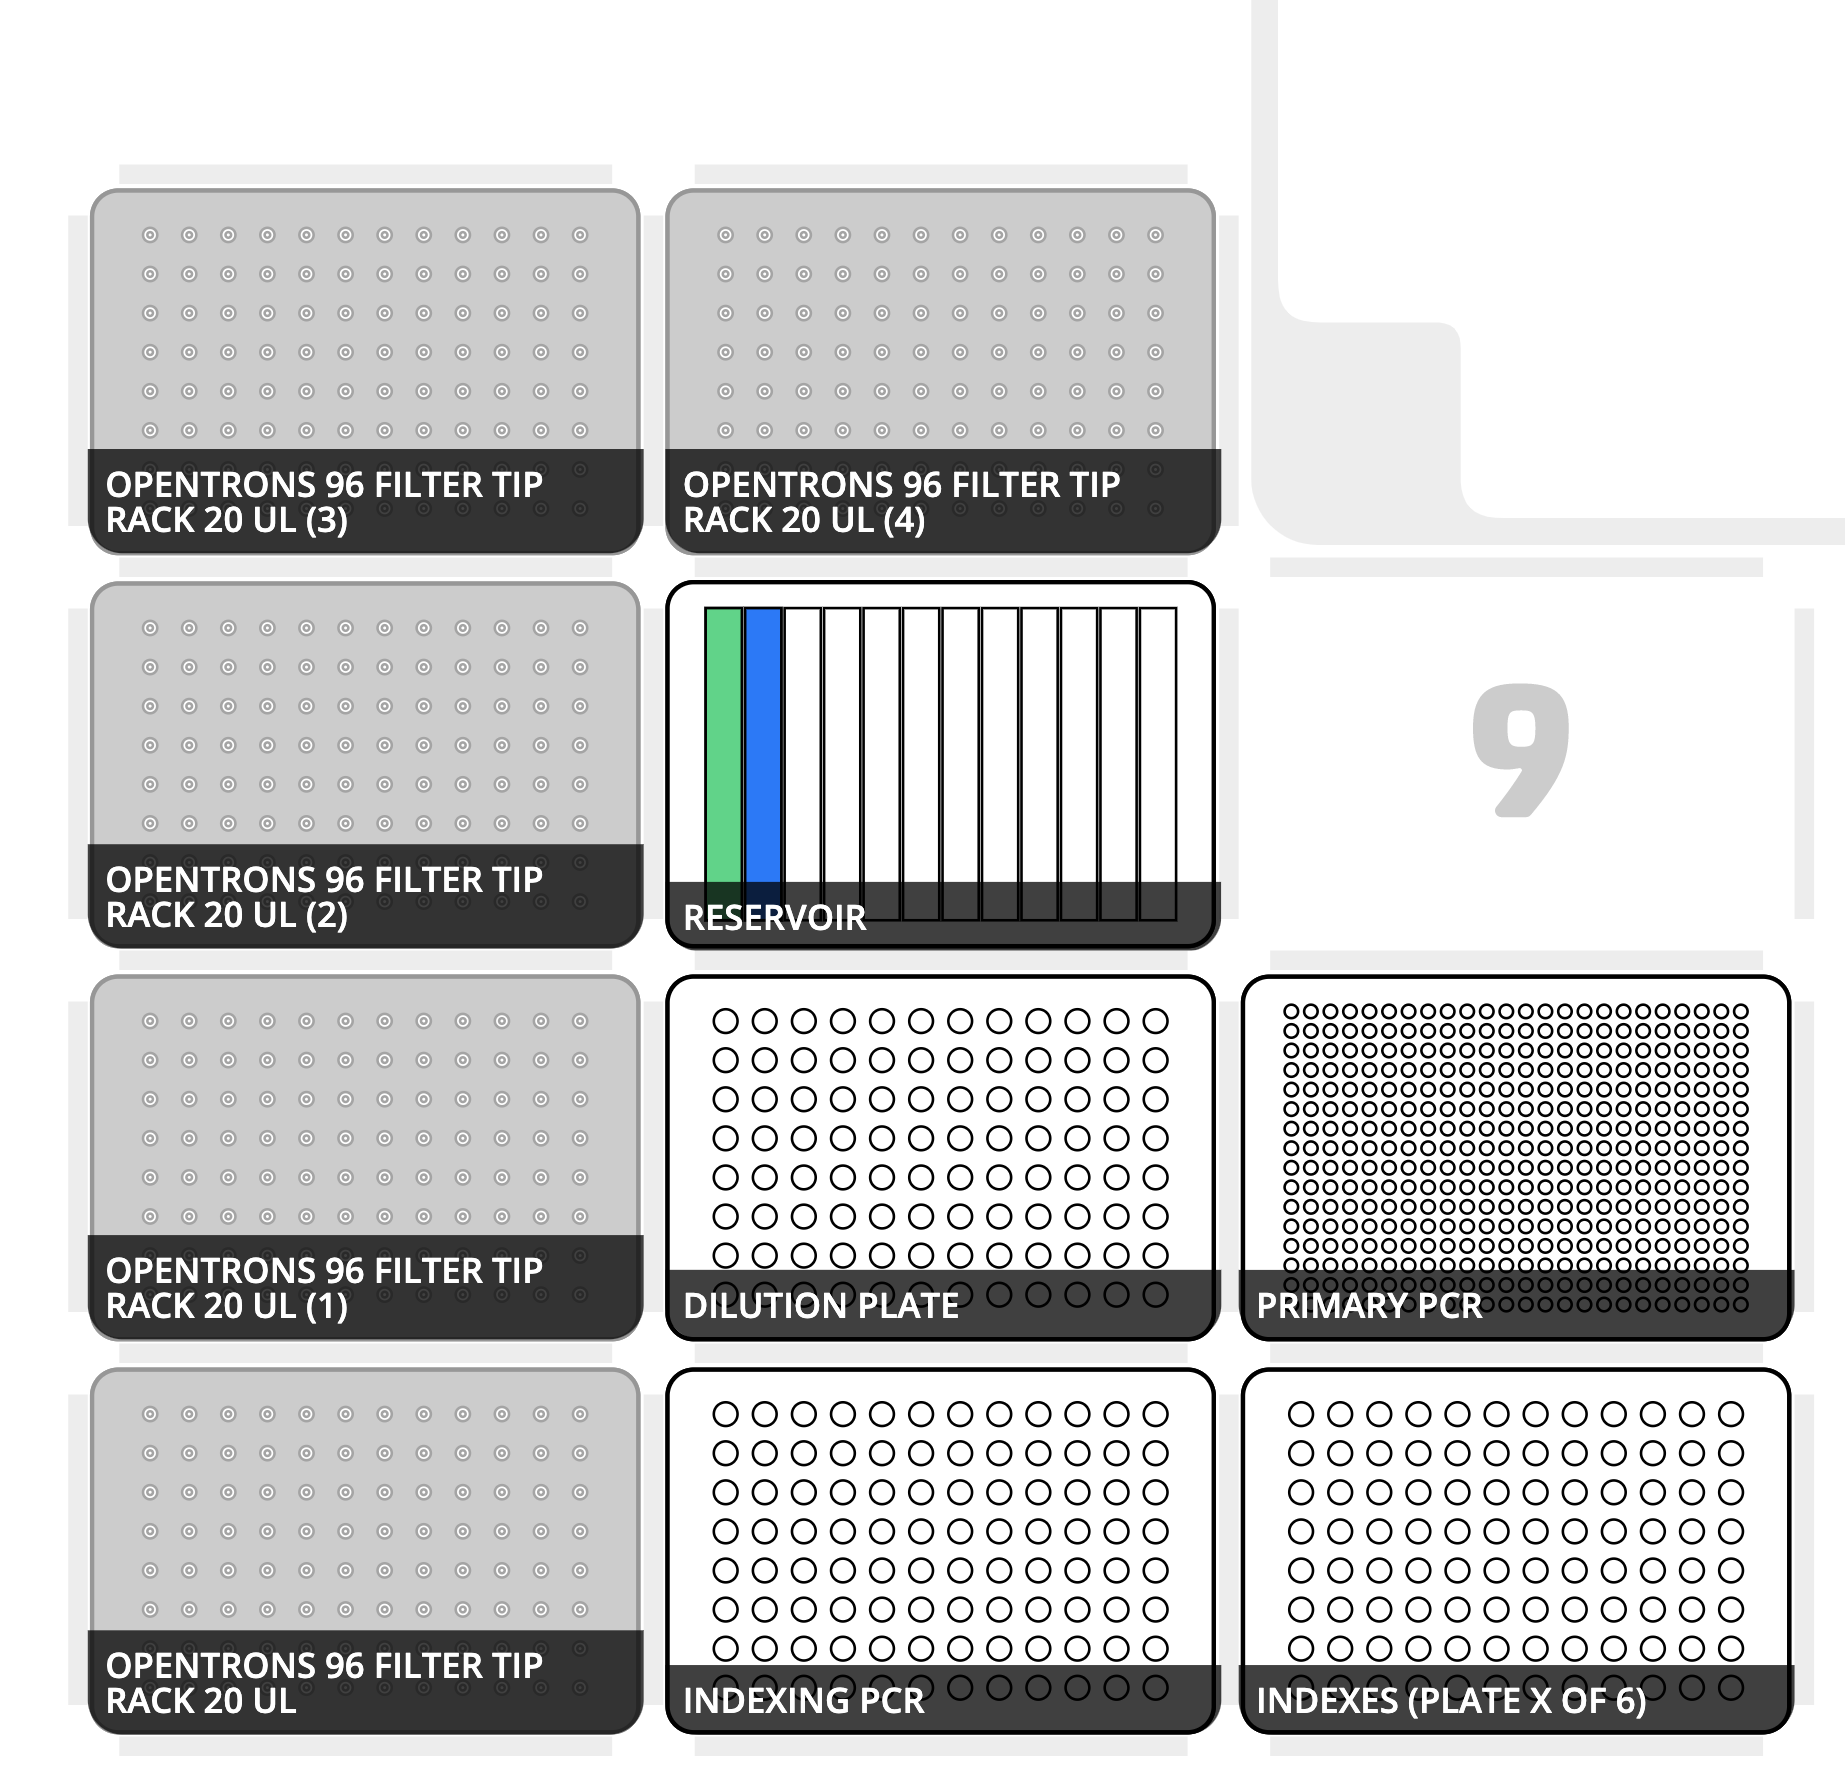 OPENTRONS 96 FILTER TIP
RACK 20 UL (3)
OPENTRONS 96 FILTER TIP
RACK 20 UL (4)
OPENTRONS 96 FILTER TIP
RACK 20 UL (2)
RESERVOIR
9
OPENTRONS 96 FILTER TIP
RACK 20 UL (1)
DILUTION PLATE
PRIMARY PCR
OPENTRONS 96 FILTER TIP
RACK 20 UL
INDEXING PCR
INDEXES (PLATE X OF 6)